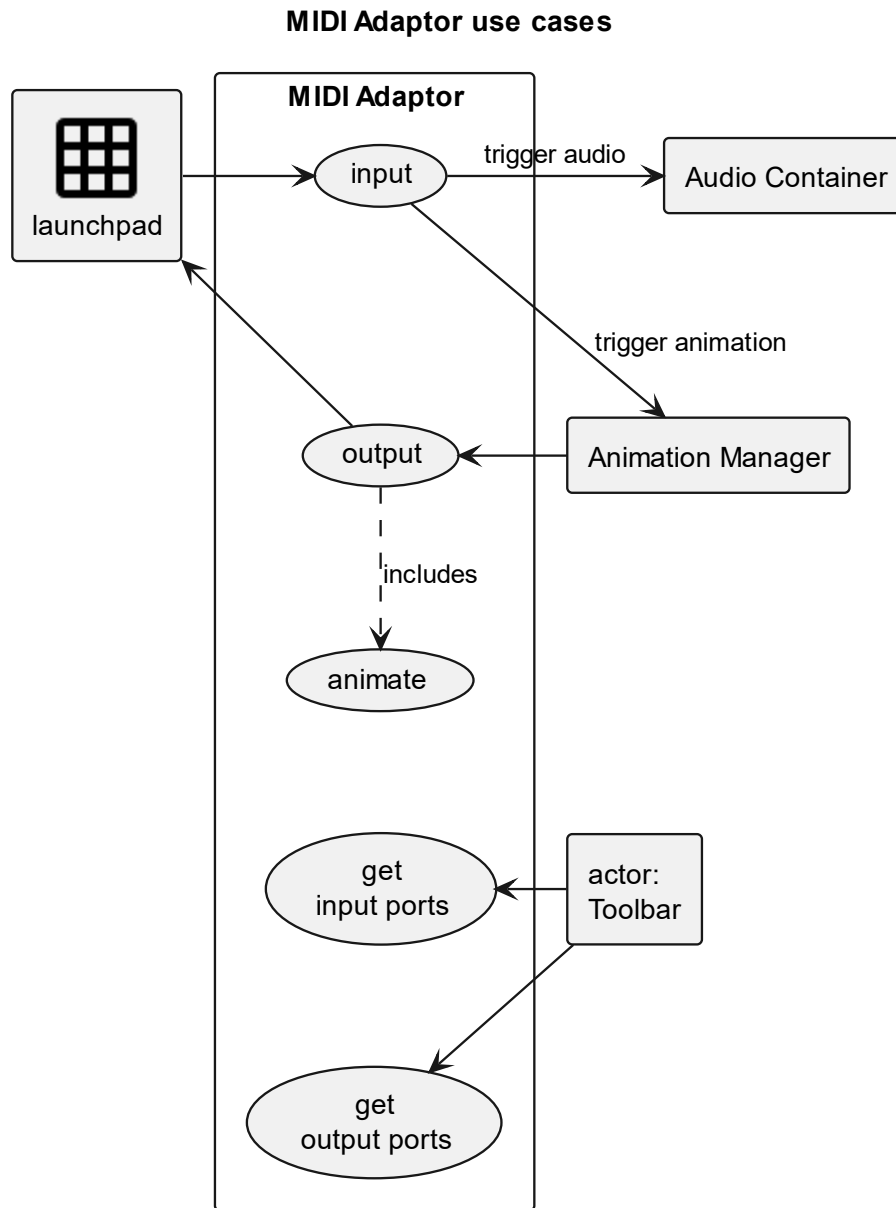 MIDI Adaptor use cases
MIDI Adaptor
launchpad
input
trigger audio
Audio Container
trigger animation
output
Animation Manager
includes
animate
get
input ports
actor:
Toolbar
get
output ports